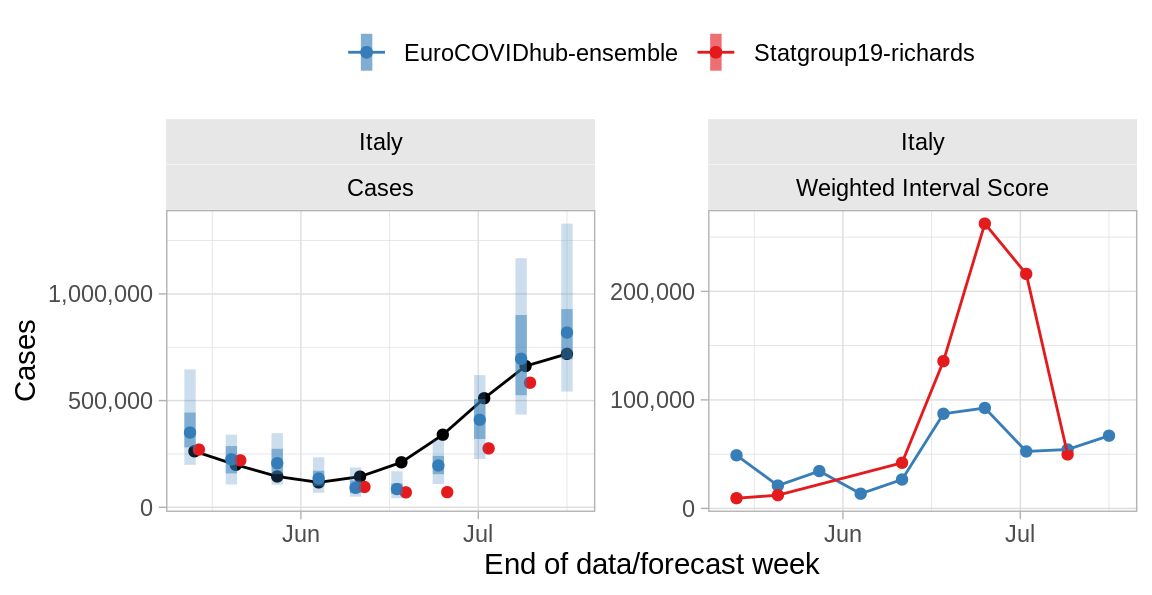 EuroCOVIDhub-ensemble
Statgroup19-richards
Italy
Cases
Italy
Weighted Interval Score
Cases
1,000,000
500,000
0
Jun
Jul
200,000
100,000
0
Jun
Jul
End of data/forecast week